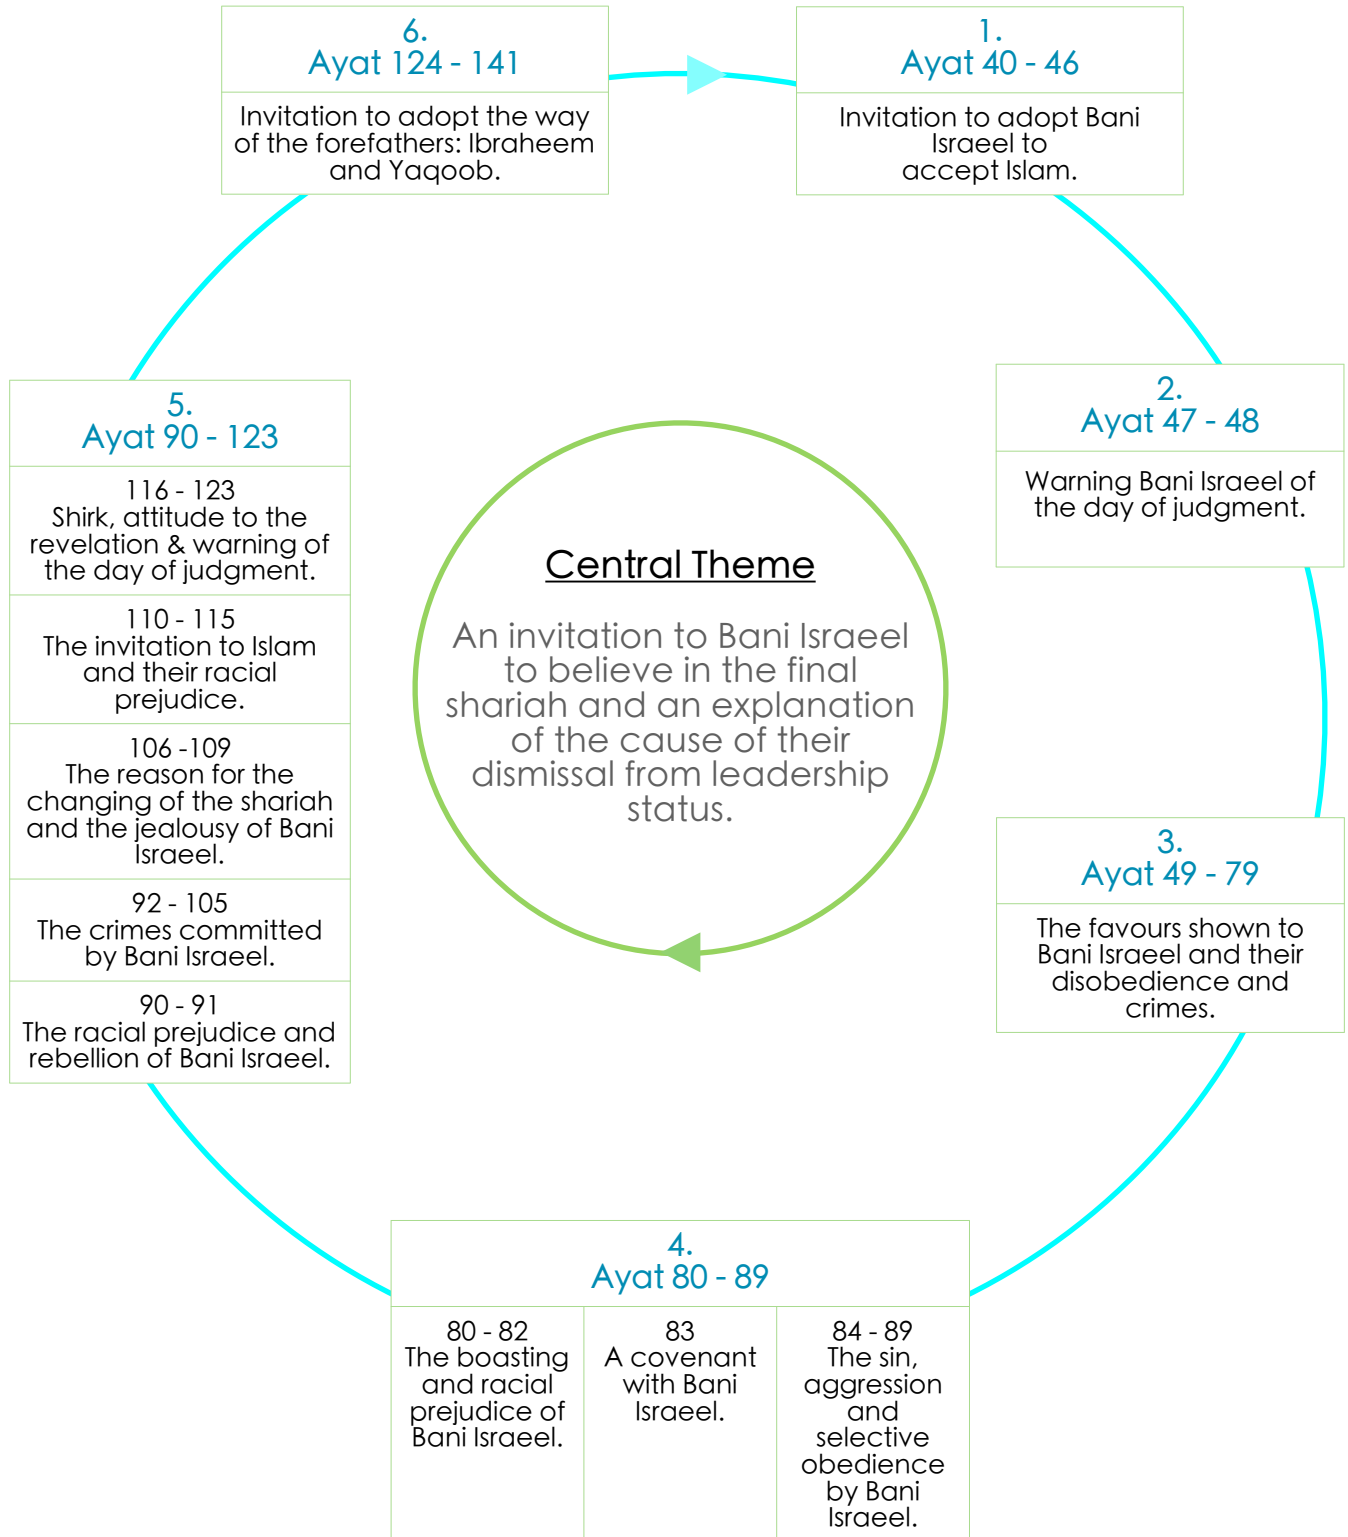 6.
Ayat 124 - 141
Invitation to adopt the way
of the forefathers: Ibraheem
and Yaqoob.
1.
Ayat 40 - 46
Invitation to adopt Bani
Israeel to
accept Islam.
2.
Ayat 47 - 48
Warning Bani Israeel of
the day of judgment.
5.
Ayat 90 - 123
116 - 123
Shirk, attitude to the
revelation & warning of
the day of judgment.
110 - 115
The invitation to Islam
and their racial
prejudice.
106 -109
The reason for the
changing of the shariah
and the jealousy of Bani
Israeel.
92 - 105
The crimes committed
by Bani Israeel.
90 - 91
The racial prejudice and
rebellion of Bani Israeel.
Central Theme
An invitation to Bani Israeel
to believe in the final
shariah and an explanation
of the cause of their
dismissal from leadership
status.
3.
Ayat 49 - 79
The favours shown to
Bani Israeel and their
disobedience and
crimes.
4.
Ayat 80 - 89
80 - 82
The boasting
and racial
prejudice of
Bani Israeel.
83
A covenant
with Bani
Israeel.
84 - 89
The sin,
aggression
and
selective
obedience
by Bani
Israeel.